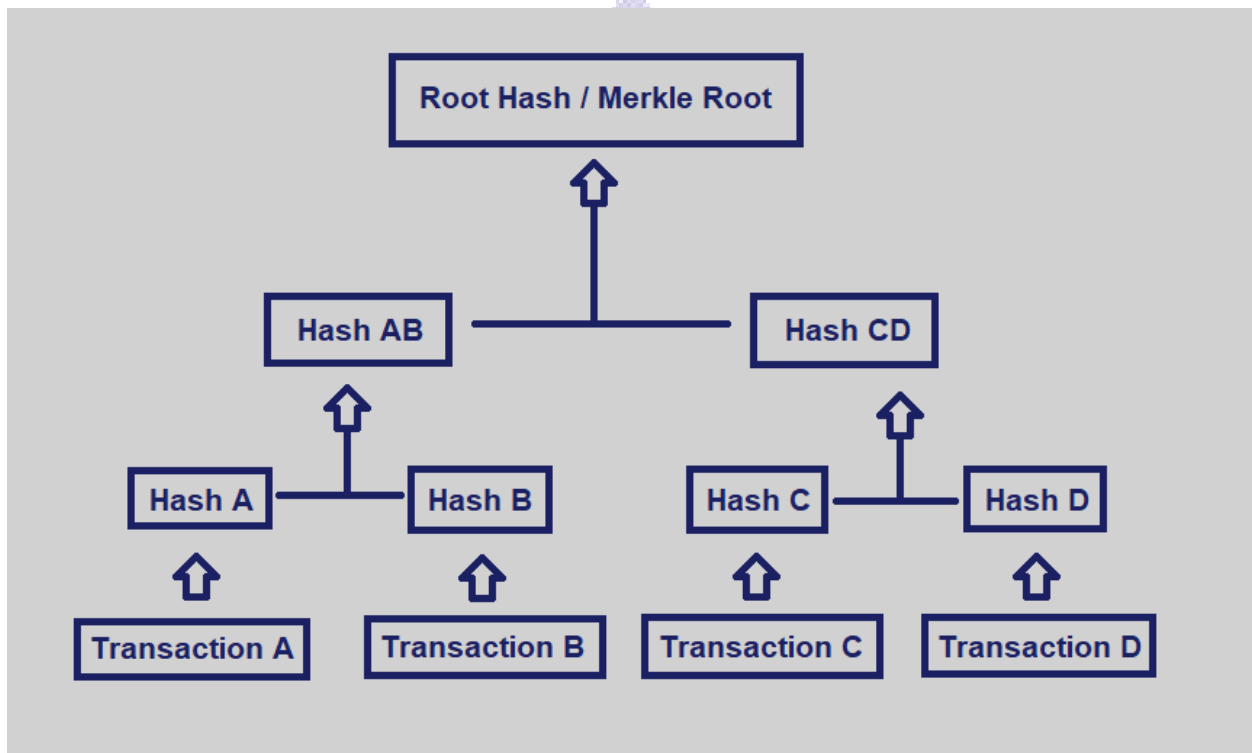 Root Hash / Merkle Root
Hash AB
Hash CD
Hash A
Hash B
Hash C
Hash D
Transaction A
Transaction B
Transaction C
Transaction D